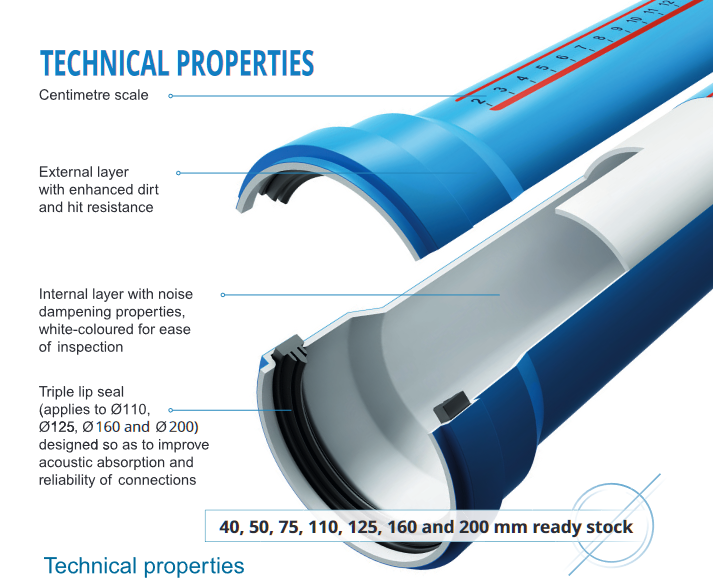 TECHNICAL PROPERTIES
Centimetre scale
2 3 4 5 6 7 8 9 10 11 12
External layer
with enhanced dirt
and hit resistance
Internal layer with noise
dampening properties,
white-coloured for ease
of inspection
Triple lip seal
(applies to Ø110,
Ø125, Ø160 and Ø200)
designed so as to improve
acoustic absorption and
reliability of connections
40, 50, 75, 110, 125, 160 and 200 mm ready stock
Technical properties